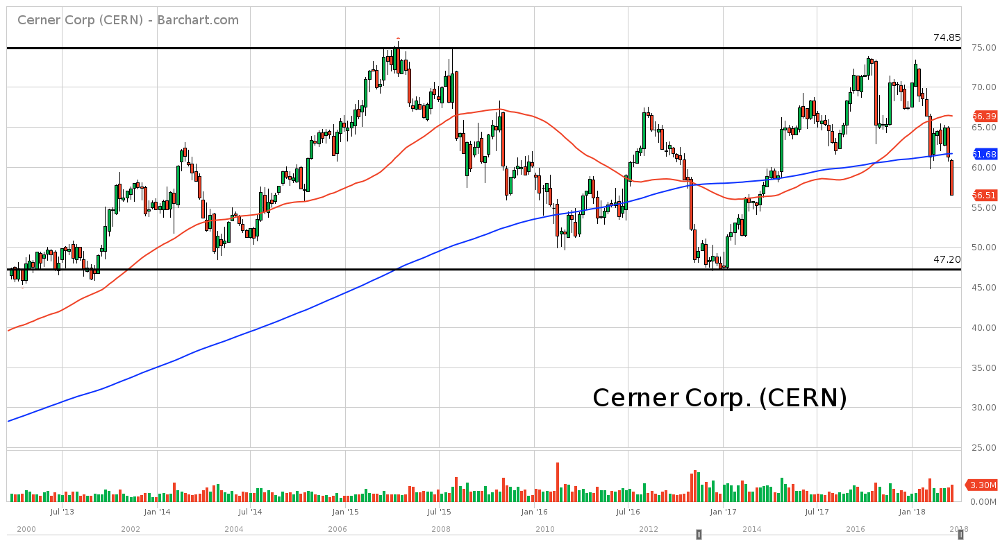 Cerner Corp (CERN) - Barchart.com
74.85
75.00
70.00
66.39
65.00
61.68
60.00
56.51
55.00
50.00
47.20
45.00
40.00
35.00
Cerner Corp. (CERN)
30.00
25.00
3.30M
0.00M
Jul '13 Jan '14 Jul '14 Jan '15 Jul '15 Jan '16 Jul '16 Jan '17 Jul '17 Jan '18
2000 2002 2004 2006 2008 2010 2012 2014 2016 2018